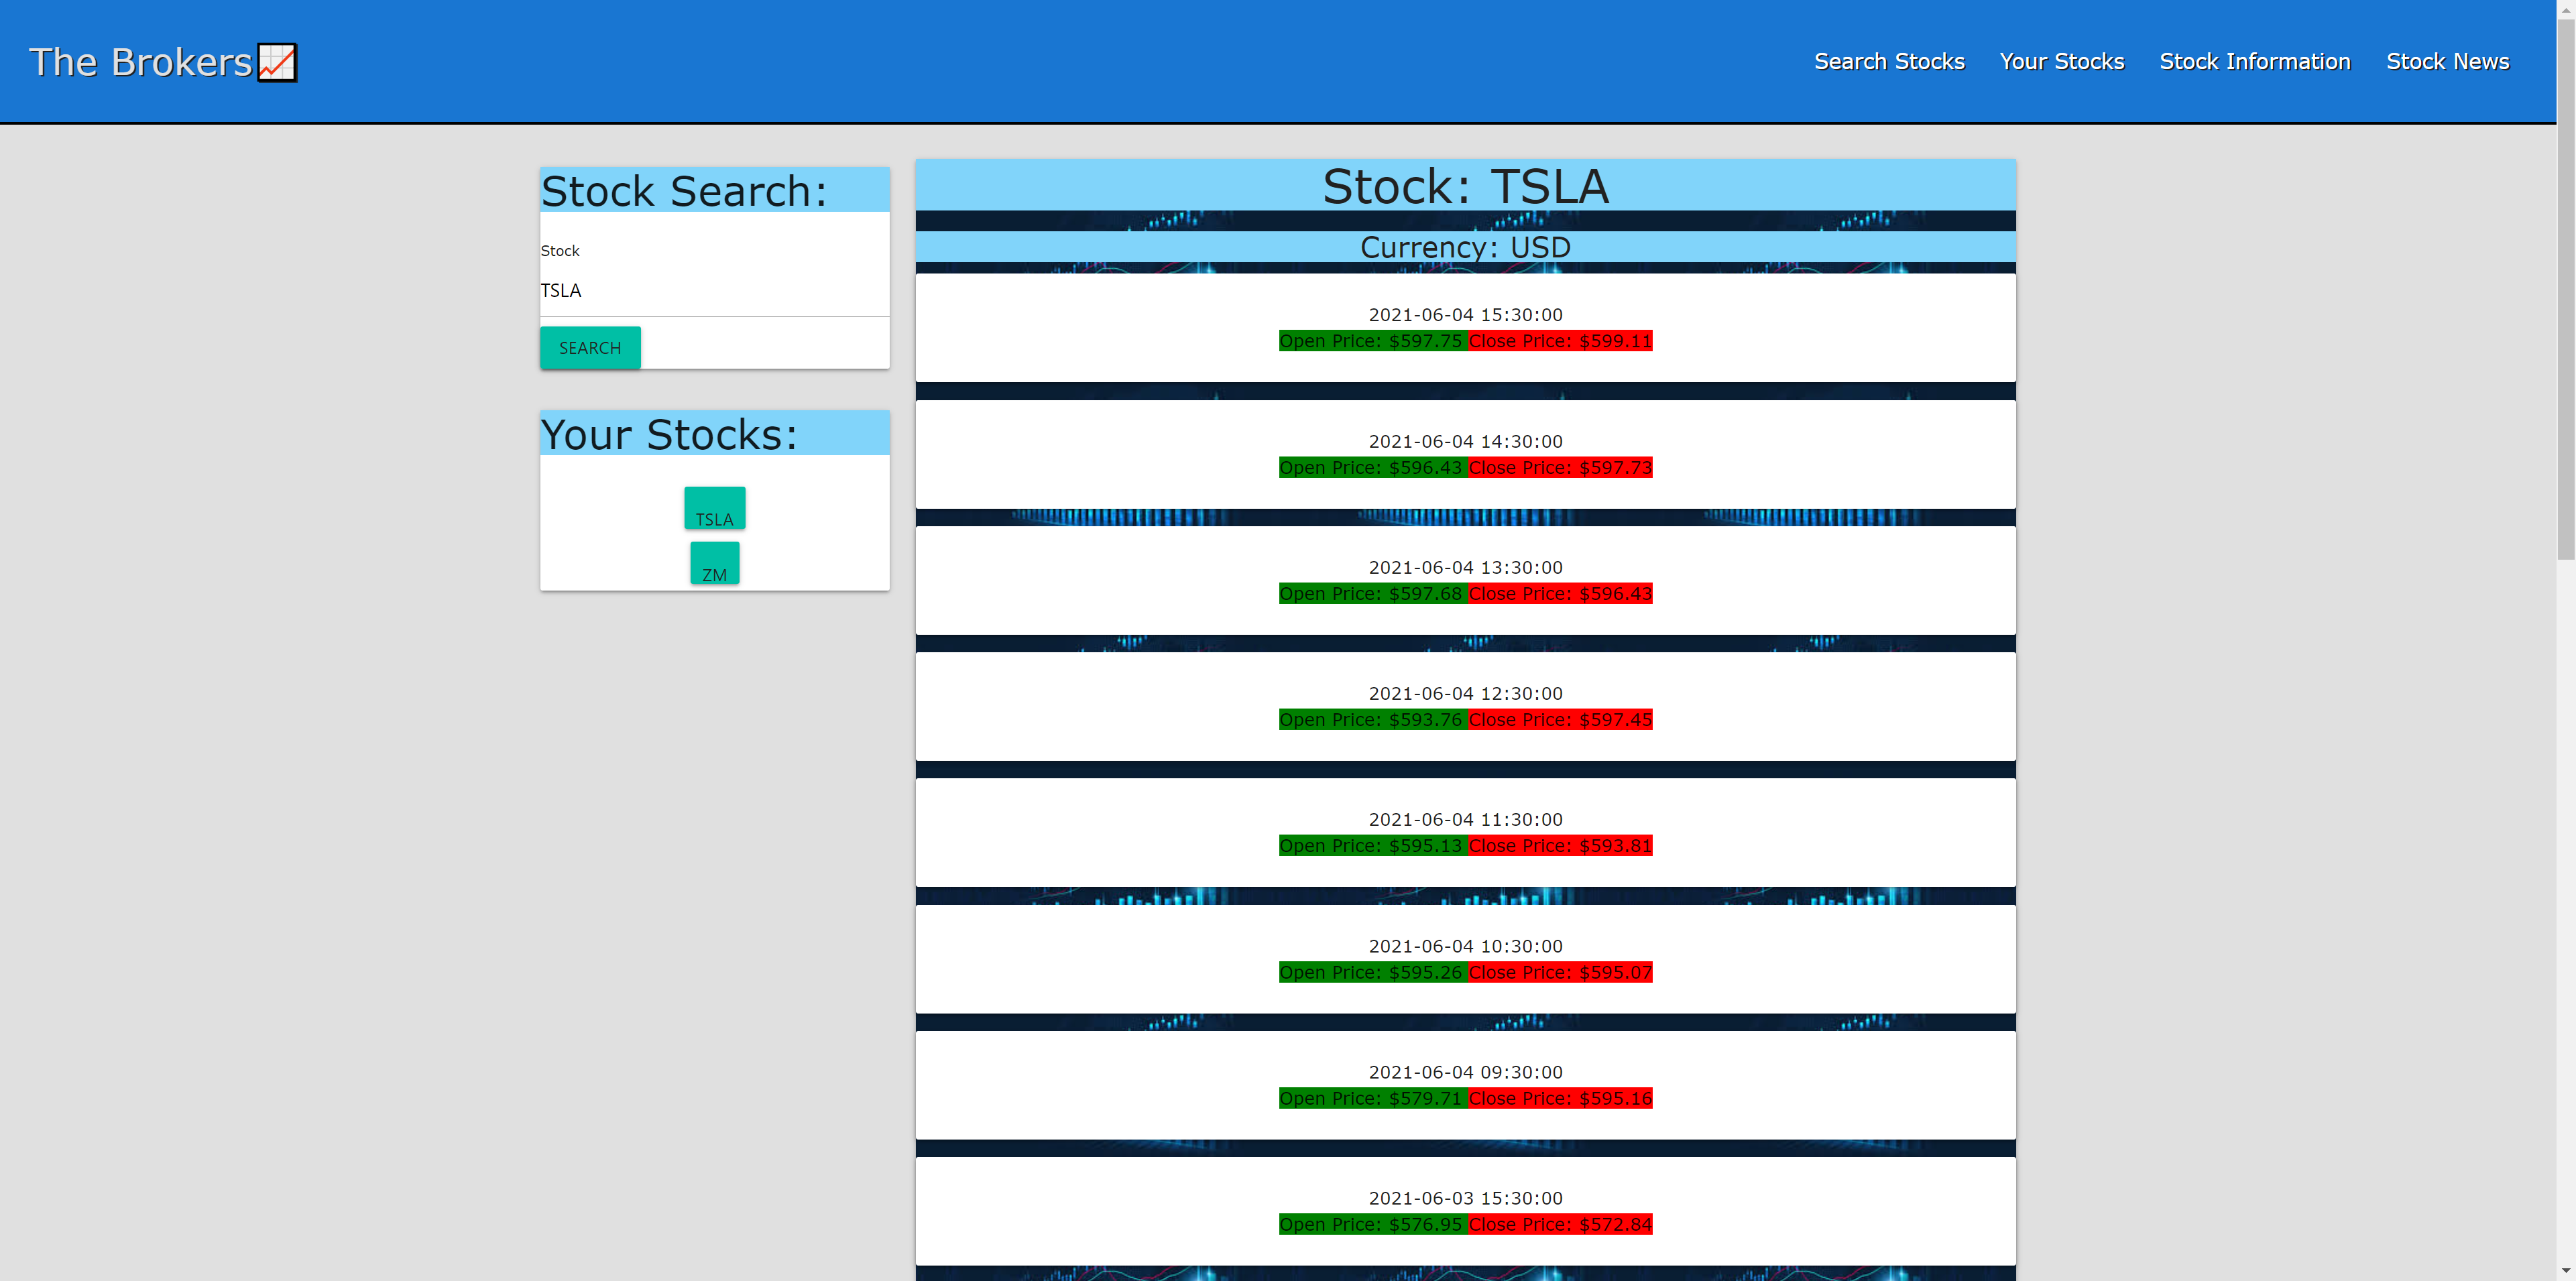 The Brokers
Search Stocks Your Stocks Stock Information Stock News
Stock Search:
Stock
TSLA
SEARCH
Your Stocks:
TSLA
ZM
Stock: TSLA
Currency: USD
2021-06-04 15:30:00
Open Price: $597.75 Close Price: $599.11
2021-06-04 14:30:00
Open Price: $596.43 Close Price: $597.73
2021-06-04 13:30:00
Open Price: $597.68 Close Price: $596.43
2021-06-04 12:30:00
Open Price: $593.76 Close Price: $597.45
2021-06-04 11:30:00
Open Price: $595.13 Close Price: $593.81
2021-06-04 10:30:00
Open Price: $595.26 Close Price: $595.07
2021-06-04 09:30:00
Open Price: $579.71 Close Price: $595.16
2021-06-03 15:30:00
Open Price: $576.95 Close Price: $572.84